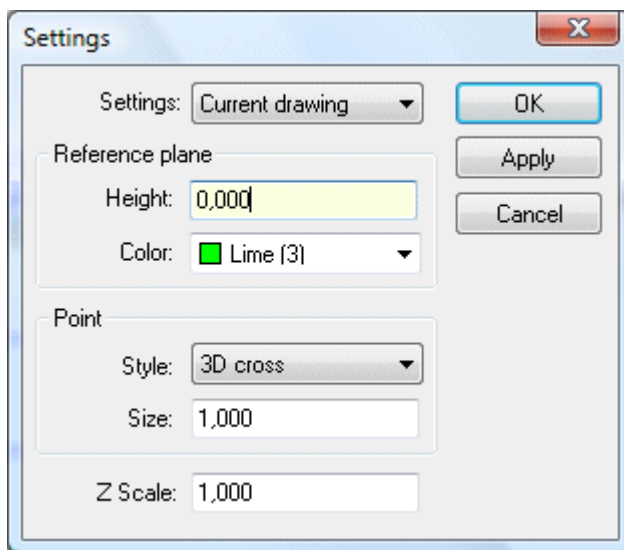 Settings
Settings: Current drawing
OK
Reference plane
Apply
Height: 0,000
Cancel
Color: Lime (3)
Point
Style: 3D cross
Size: 1,000
Z Scale: 1,000